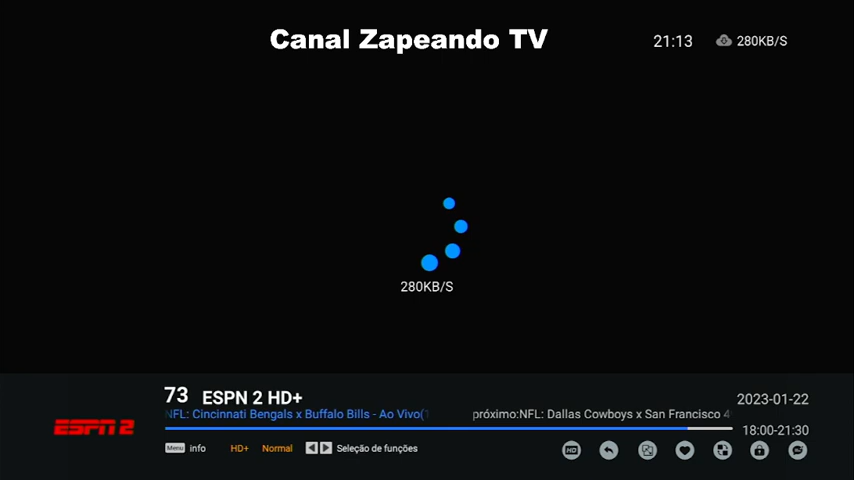 Canal Zapeando TV
21:13
280KB/S
280KB/S
73 ESPN 2 HD+
2023-01-22
NFL: Cincinnati Bengals x Buffalo Bills - Ao Vivo(1
próximo:NFL: Dallas Cowboys x San Francisco 4
ESPN 2
18:00-21:30
Menu info HD+ Normal Seleção de funções
HD